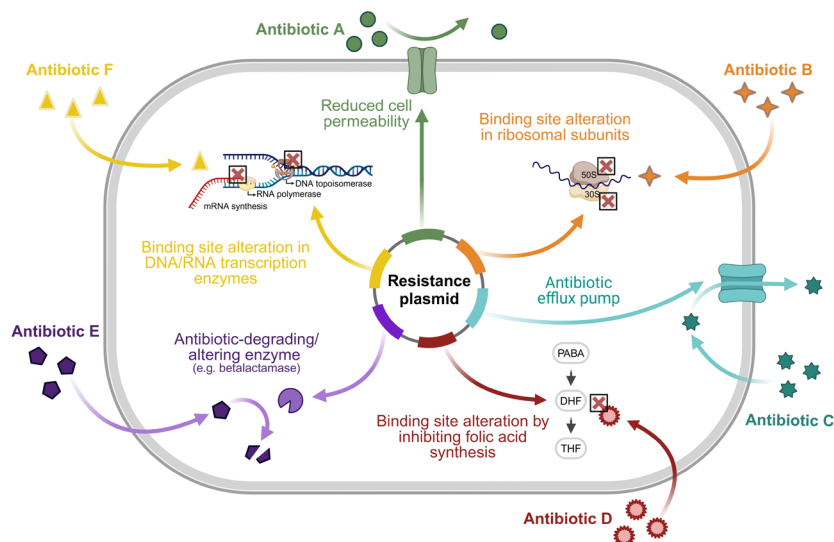 Antibiotic A
Antibiotic F
Antibiotic B
Reduced cell
permeability
Binding site alteration
in ribosomal subunits
DNA topoisomerase
RNA polymerase
mRNA synthesis
50S
30S
Binding site alteration in
DNA/RNA transcription
enzymes
Resistance
plasmid
Antibiotic
efflux pump
Antibiotic E
Antibiotic-degrading/
altering enzyme
(e.g. betalactamase)
PABA
DHF
THF
Binding site alteration by
inhibiting folic acid
synthesis
Antibiotic C
Antibiotic D